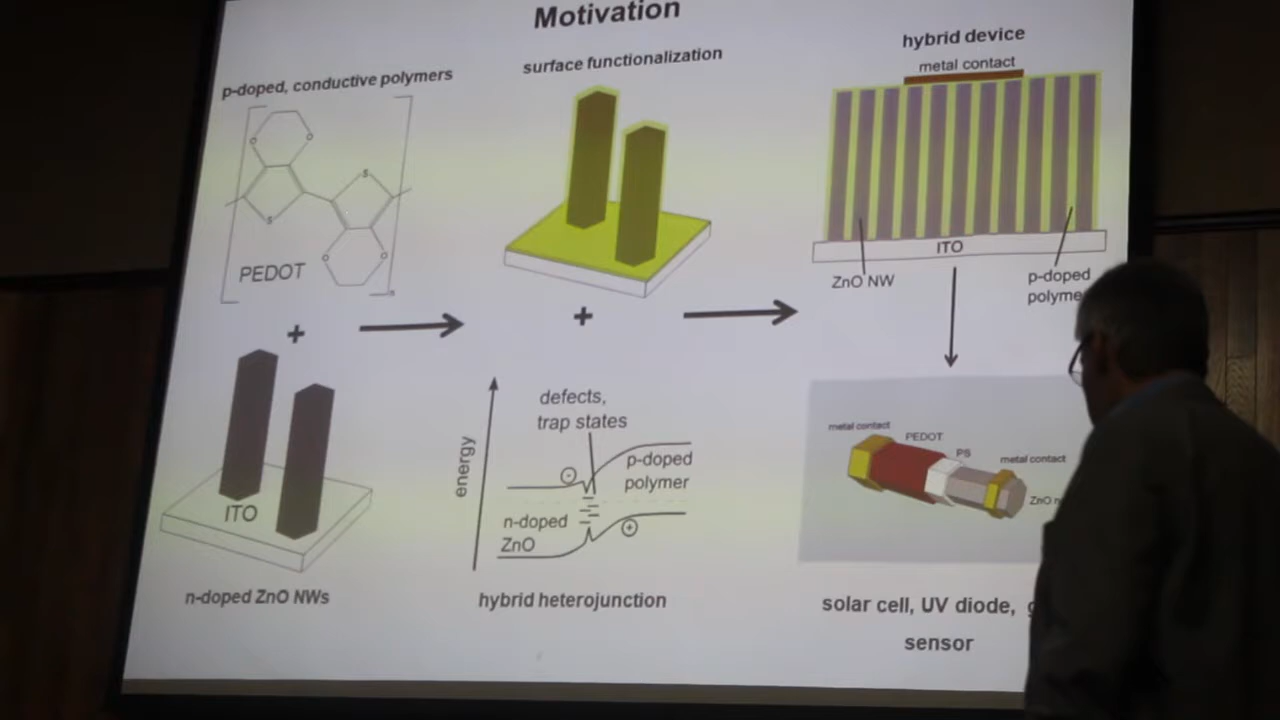 Motivation
p-doped, conductive polymers
O
O
S
S
O
O
PEDOT
n
+
ITO
n-doped ZnO NWs
surface functionalization
+
energy
defects,
trap states
-
p-doped
polymer
n-doped
ZnO
+
hybrid heterojunction
hybrid device
metal contact
ITO
ZnO NW
p-doped
polyme
metal contact
PEDOT
PS
metal contact
ZnO
solar cell, UV diode,
sensor